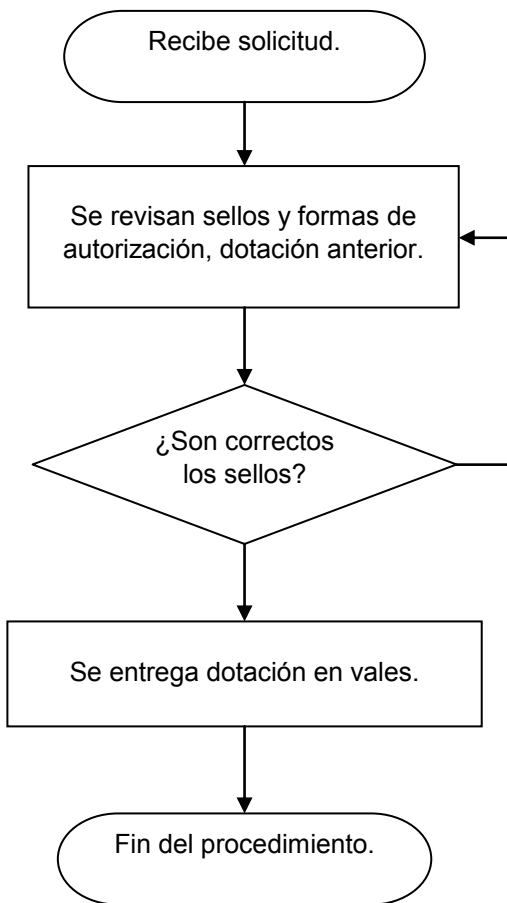 Recibe solicitud.
Se revisan sellos y formas de
autorización, dotación anterior.
¿Son correctos
los sellos?
Se entrega dotación en vales.
Fin del procedimiento.